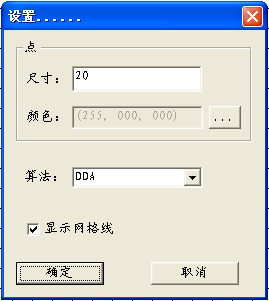 设置......
点
尺寸： 20
颜色： (255, 000, 000) ...
算法： DDA
显示网格线
确定 取消